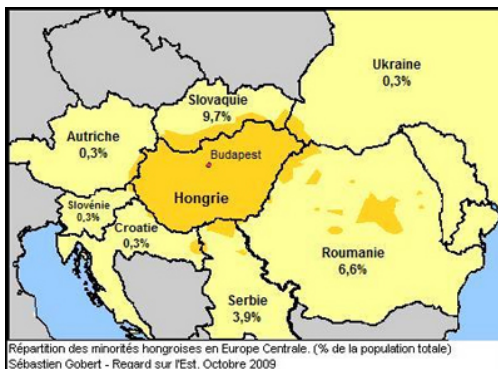 Ukraine
0,3%
Slovaquie
9,7%
Autriche
0,3%
Budapest
Hongrie
Slovénie
0,3%
Croatie
0,3%
Roumanie
6,6%
Serbie
3,9%
Répartition des minorités hongroises en Europe Centrale. (% de la population totale)
Sébastien Gobert - Regard sur l'Est. Octobre 2009